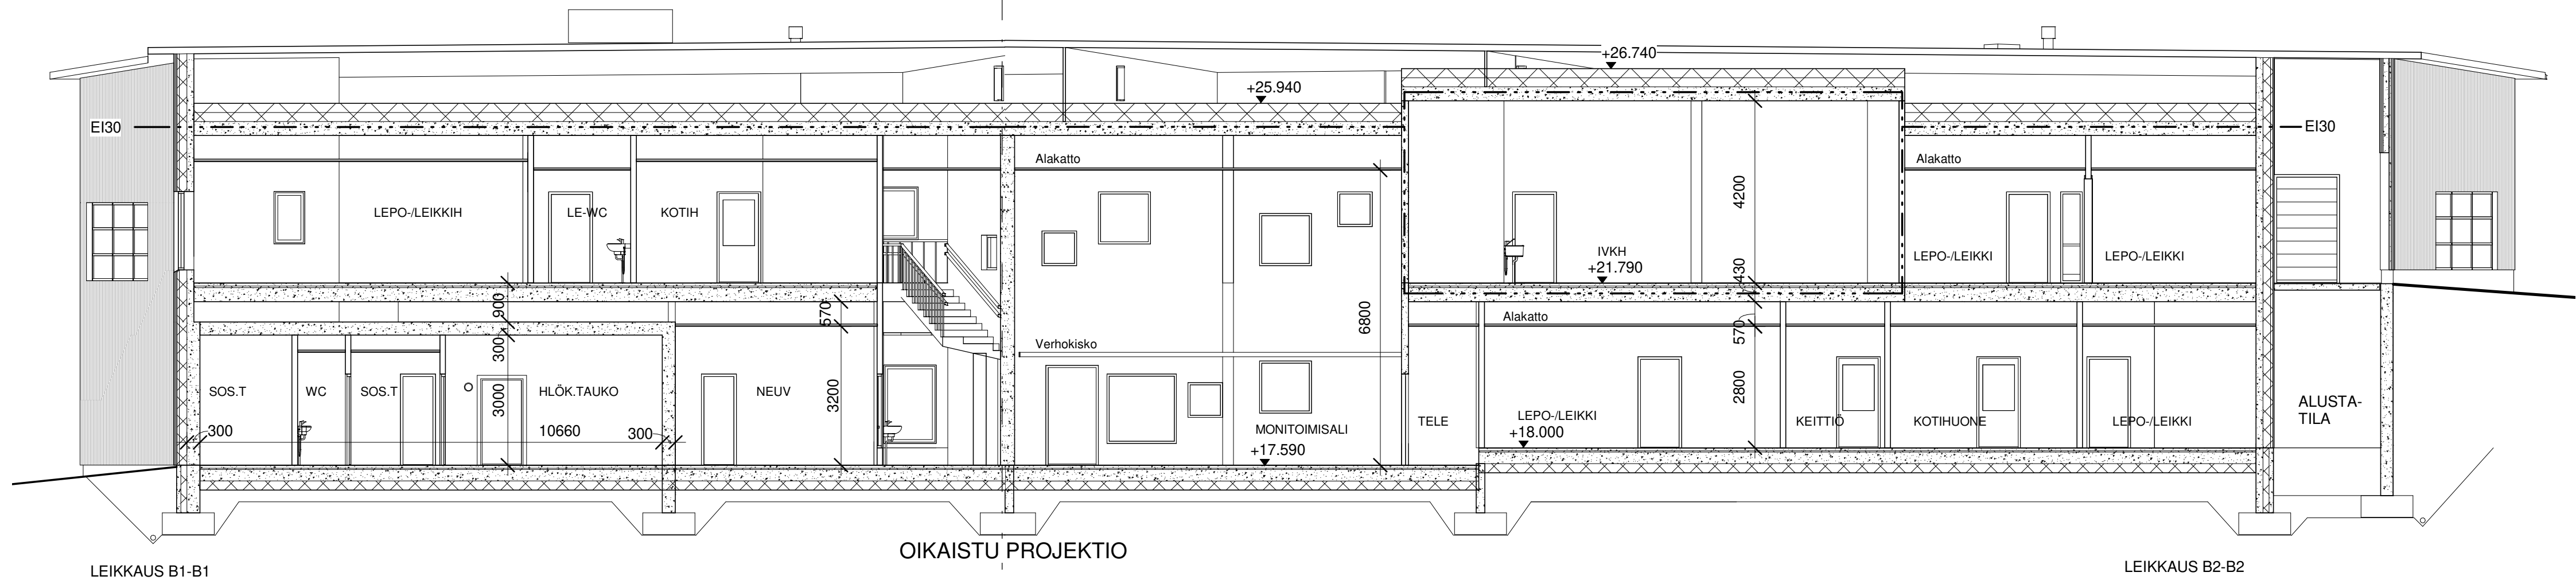 +26.740
+25.940
EI30
EI30
Alakatto
Alakatto
4200
LEPO-/LEIKKIH
LE-WC
KOTIH
IVKH
+21.790
LEPO-/LEIKKI
LEPO-/LEIKKI
430
900
570
6800
Alakatto
570
300
Verhokisko
SOS.T
WC
SOS.T
3000
HLÖK.TAUKO
NEUV
3200
2800
ALUSTA-
TILA
300
10660
300
MONITOIMISALI
+17.590
TELE
LEPO-/LEIKKI
+18.000
KEITTIÖ
KOTIHUONE
LEPO-/LEIKKI
OIKAISTU PROJEKTIO
LEIKKAUS B1-B1
LEIKKAUS B2-B2